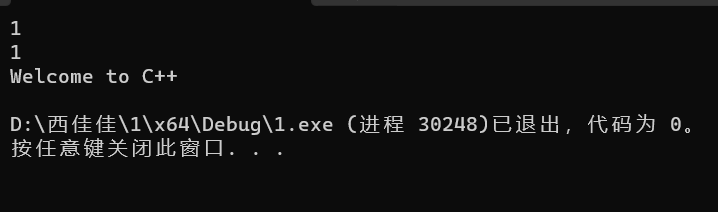 1
1
Welcome to C++
D:\西佳佳\1\x64\Debug\1.exe (进程 30248)已退出，代码为 0。
按任意键关闭此窗口. . .